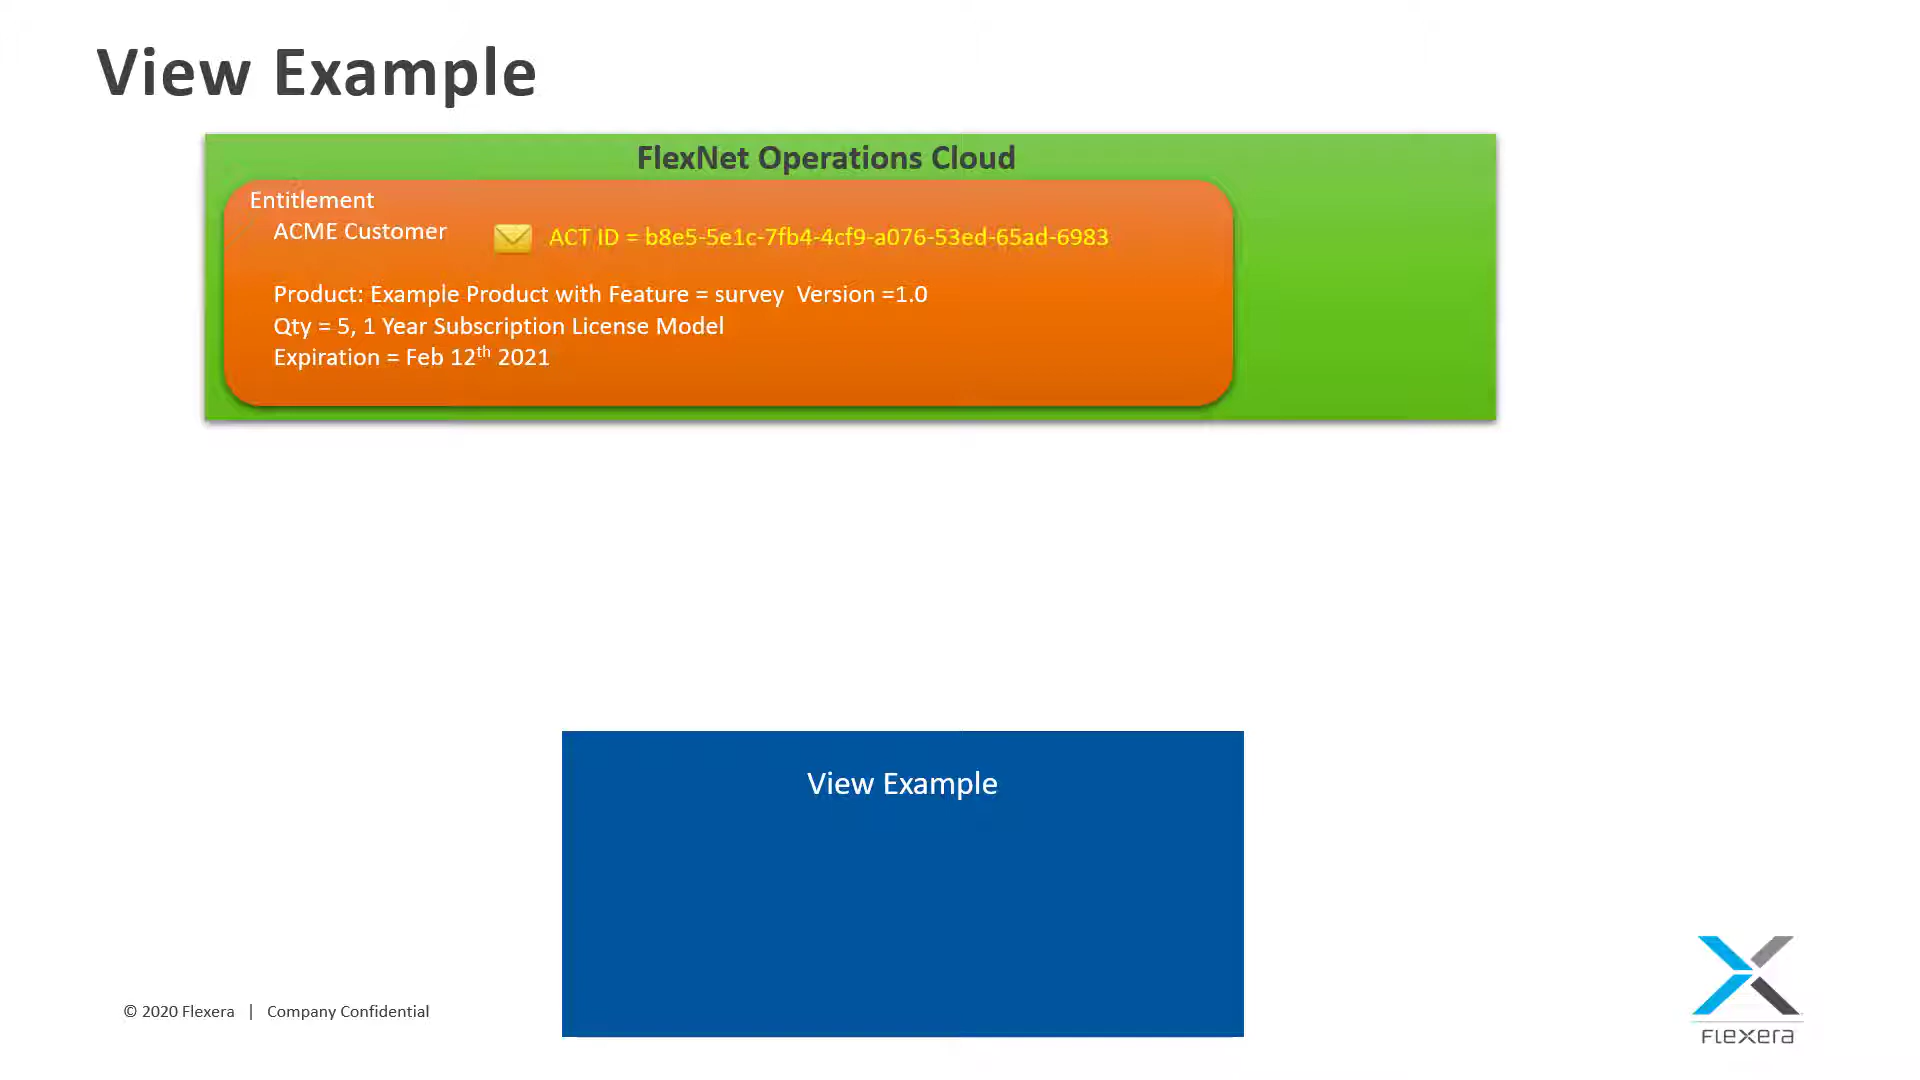 View Example
FlexNet Operations Cloud
Entitlement
ACME Customer
ACT ID = b8e5-5e1c-7fb4-4cf9-a076-53ed-65ad-6983
Product: Example Product with Feature = survey  Version =1.0
Qty = 5, 1 Year Subscription License Model
Expiration = Feb 12th 2021
View Example
© 2020 Flexera | Company Confidential
FLEXERA